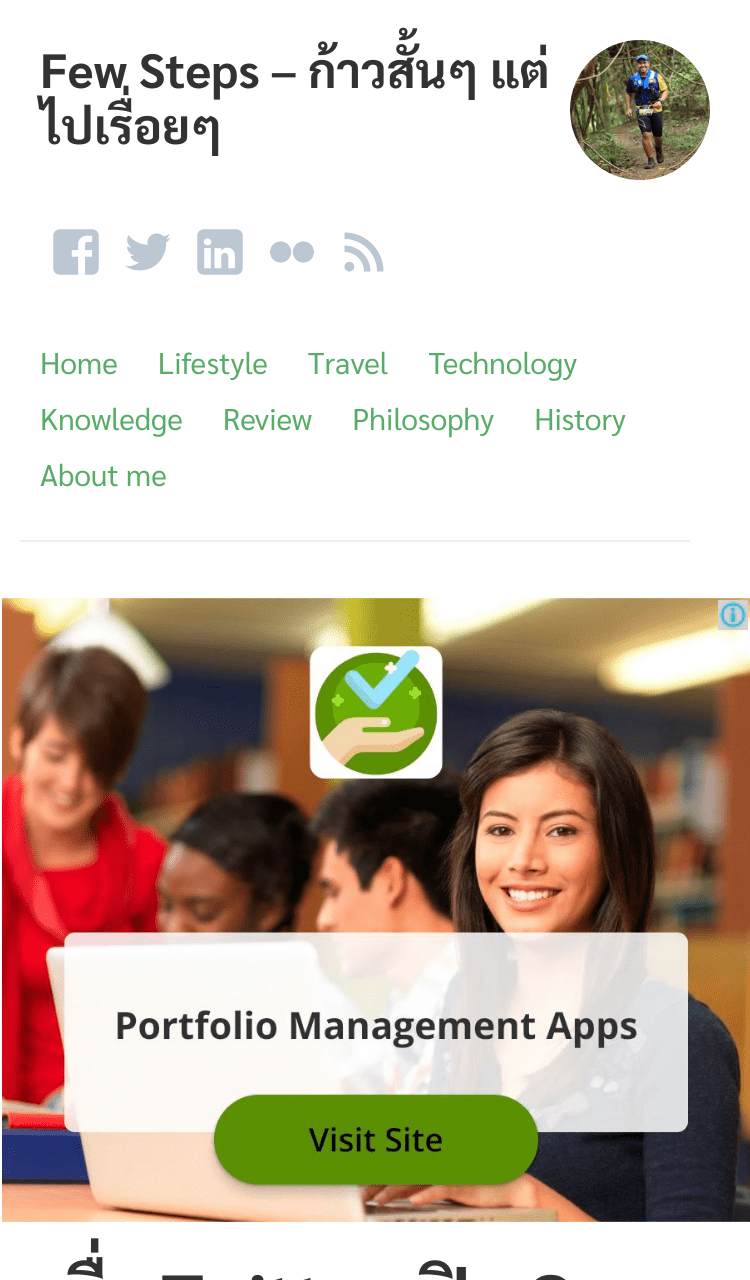 Few Steps – ก้าวสั้นๆ แต่
ไปเรื่อยๆ
Home Lifestyle Travel Technology
Knowledge Review Philosophy History
About me
Portfolio Management Apps
Visit Site